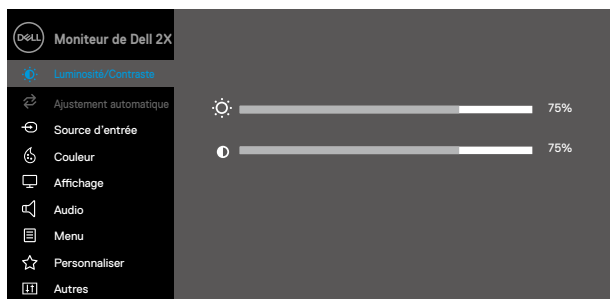 DELL
Moniteur de Dell 2X
Luminosité/Contraste
Ajustement automatique
75%
Source d'entrée
Couleur
75%
Affichage
Audio
Menu
Personnaliser
Autres